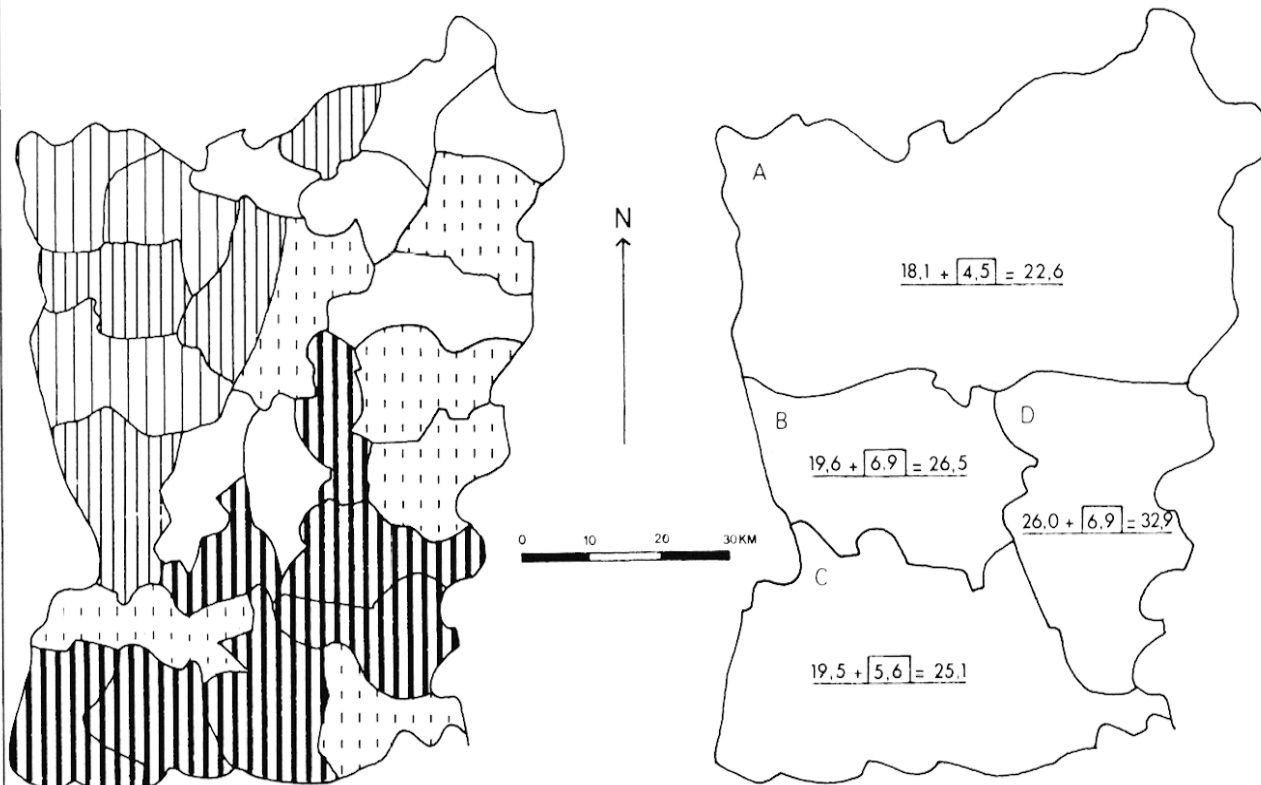 N
0 10 20 30 KM
A
18,1 + 4,5 = 22,6
B
19,6 + 6,9 = 26,5
D
26,0 + 6,9 = 32,9
C
19,5 + 5,6 = 25,1